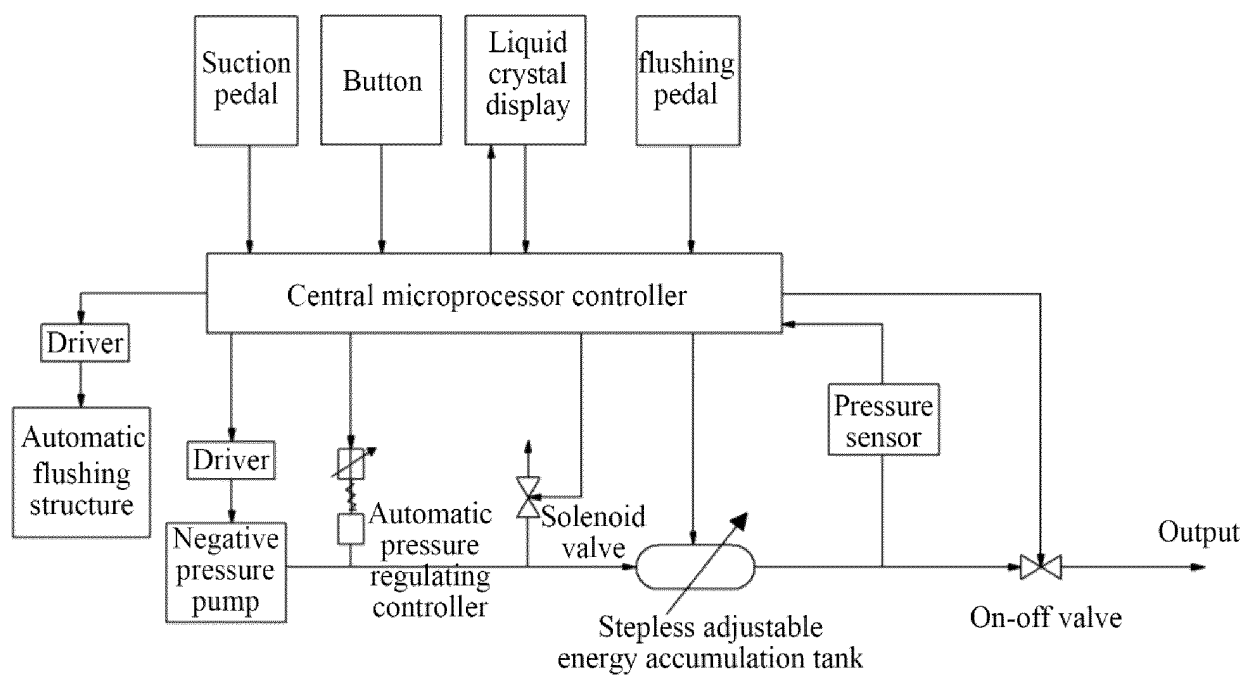 Suction
pedal
Button
Liquid
crystal
display
flushing
pedal
Central microprocessor controller
Driver
Automatic
flushing
structure
Driver
Negative
pressure
pump
Automatic
pressure
regulating
controller
Solenoid
valve
Pressure
sensor
Stepless adjustable
energy accumulation tank
On-off valve
Output